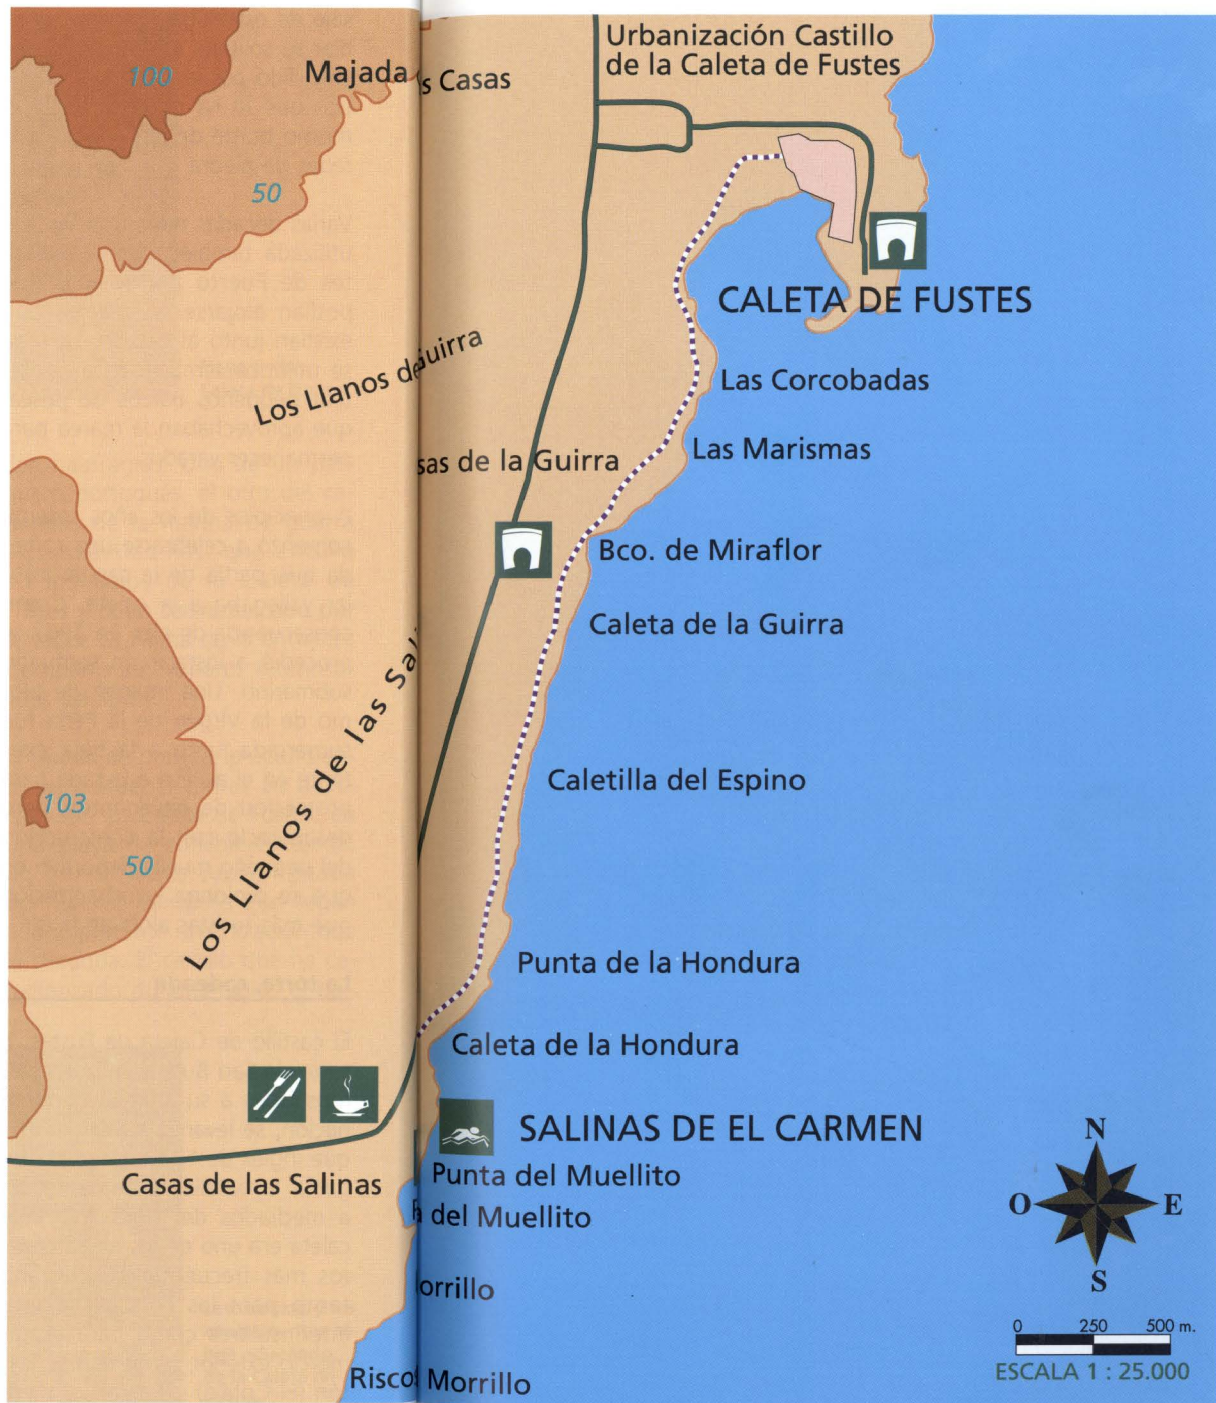 Urbanización Castillo
de la Caleta de Fustes
100
Majada
s Casas
50
CALETA DE FUSTES
Los Llanos de
Guirra
Las Corcobadas
Las Marismas
sas de la Guirra
Bco. de Miraflor
Caleta de la Guirra
Los Llanos de las Sali
Caletilla del Espino
103
50
Punta de la Hondura
Caleta de la Hondura
SALINAS DE EL CARMEN
Casas de las Salinas
Punta del Muellito
del Muellito
orrillo
Risco
Morrillo
N
O
E
S
0 250 500 m.
ESCALA 1 : 25.000